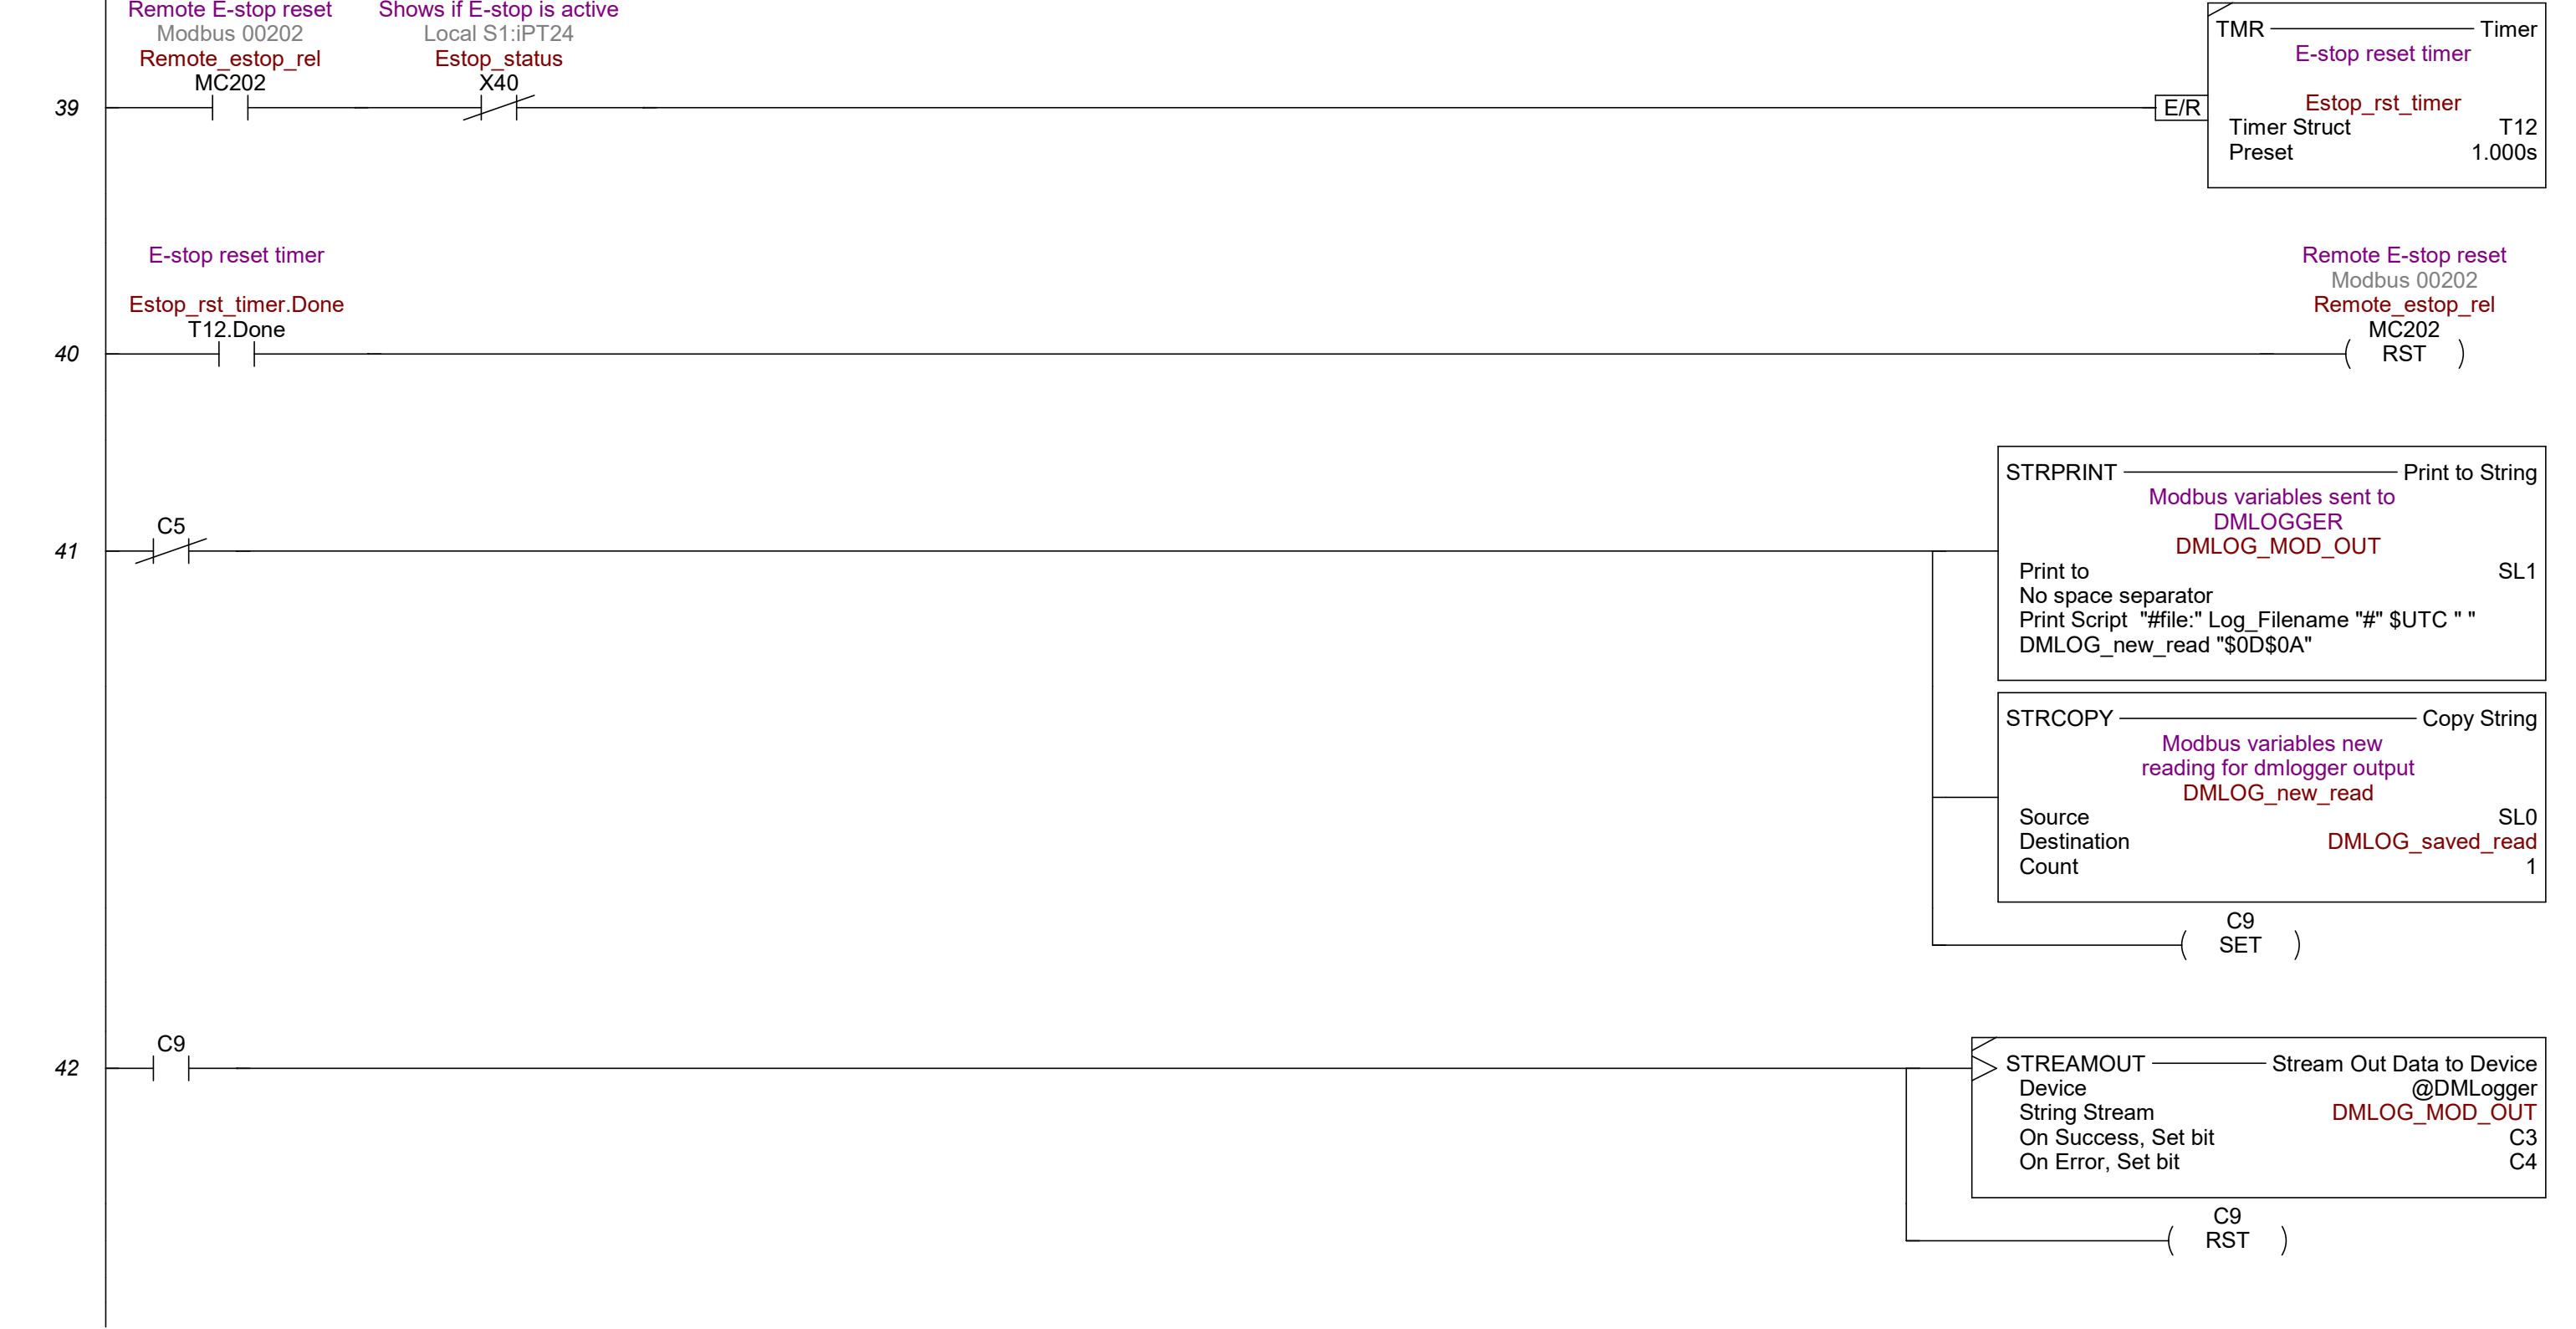 Remote E-stop reset
Modbus 00202
Remote_estop_rel
MC202
Shows if E-stop is active
Local S1:iPT24
Estop_status
X40
39
TMR Timer
E-stop reset timer
E/R
Estop_rst_timer
Timer Struct T12
Preset 1.000s
E-stop reset timer
Estop_rst_timer.Done
T12.Done
40
Remote E-stop reset
Modbus 00202
Remote_estop_rel
MC202
RST
C5
41
STRPRINT Print to String
Modbus variables sent to
DMLOGGER
DMLOG_MOD_OUT
Print to SL1
No space separator
Print Script "#file:" Log_Filename "#" $UTC " "
DMLOG_new_read "$0D$0A"
STRCOPY Copy String
Modbus variables new
reading for dmlogger output
DMLOG_new_read
Source SL0
Destination DMLOG_saved_read
Count 1
C9
SET
C9
42
STREAMOUT Stream Out Data to Device
Device @DMLogger
String Stream DMLOG_MOD_OUT
On Success, Set bit C3
On Error, Set bit C4
C9
RST